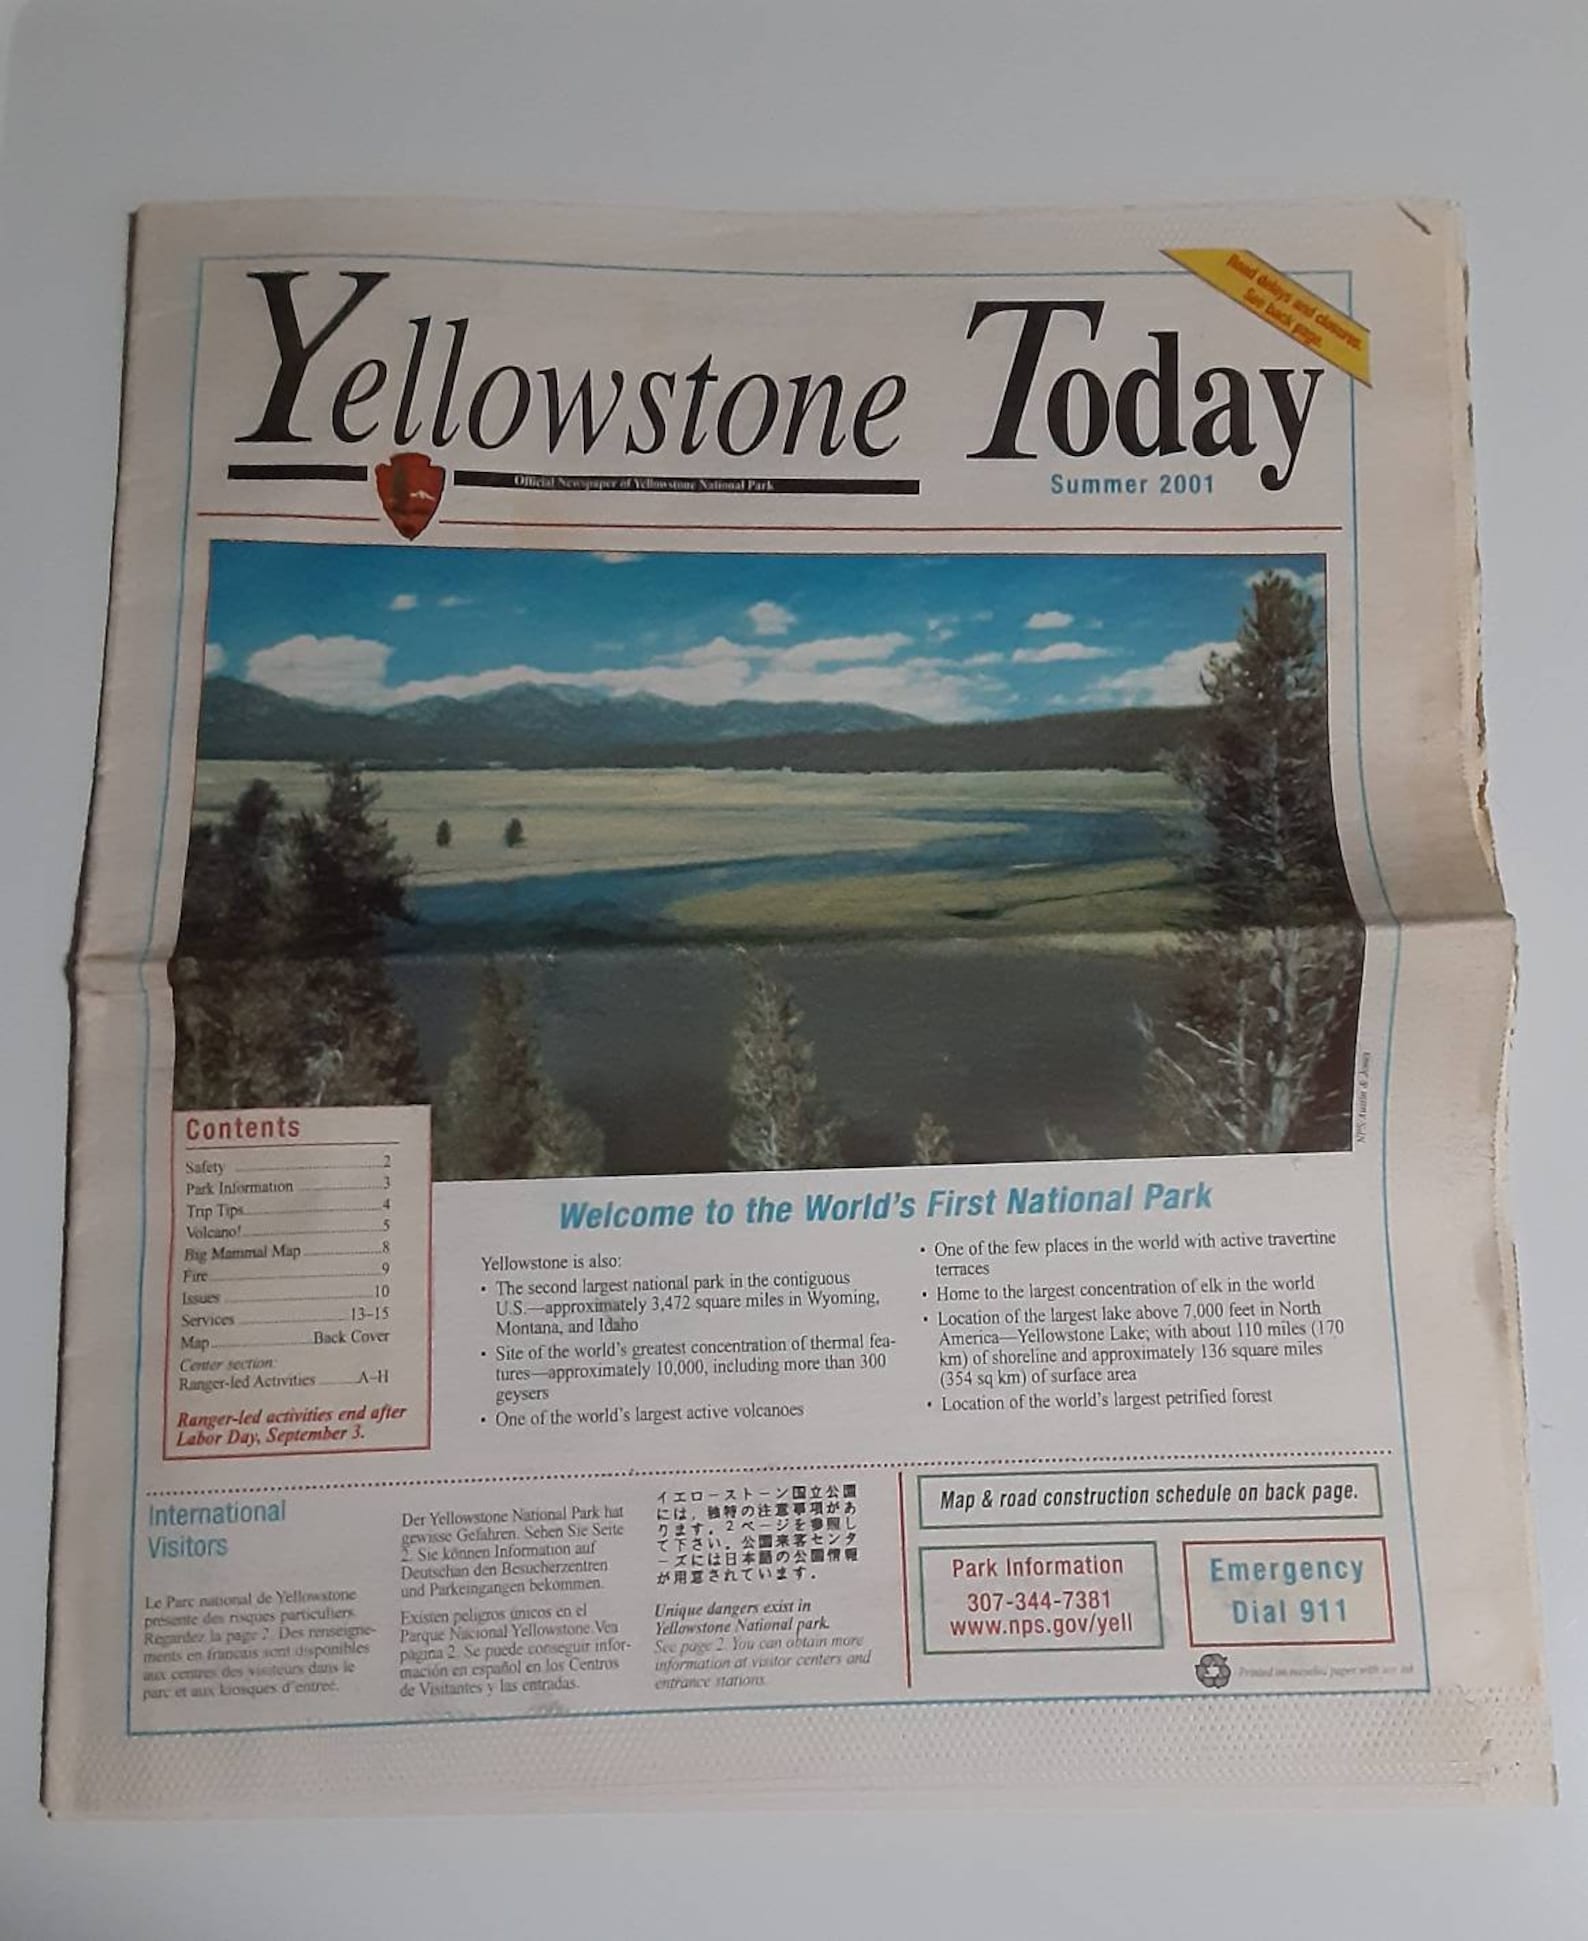 Road delays and closures.
See back page.
Yellowstone Today
Official Newspaper of Yellowstone National Park
Summer 2001
NPS/Austin & Jones
Contents
Safety 2
Park Information 3
Trip Tips 4
Volcano! 5
Big Mammal Map 8
Fire 9
Issues 10
Services 13–15
Map Back Cover
Center section:
Ranger-led Activities A–H
Ranger-led activities end after
Labor Day, September 3.
Welcome to the World's First National Park
Yellowstone is also:
• The second largest national park in the contiguous
U.S.—approximately 3,472 square miles in Wyoming,
Montana, and Idaho
• Site of the world's greatest concentration of thermal fea-
tures—approximately 10,000, including more than 300
geysers
• One of the world's largest active volcanoes
• One of the few places in the world with active travertine
terraces
• Home to the largest concentration of elk in the world
• Location of the largest lake above 7,000 feet in North
America—Yellowstone Lake; with about 110 miles (170
km) of shoreline and approximately 136 square miles
(354 sq km) of surface area
• Location of the world's largest petrified forest
International
Visitors
Le Parc national de Yellowstone
présente des risques particuliers.
Regardez la page 2. Des renseigne-
ments en français sont disponibles
aux centres des visiteurs dans le
parc et aux kiosques d'entreé.
Der Yellowstone National Park hat
gewisse Gefahren. Sehen Sie Seite
2. Sie können Information auf
Deutschan den Besucherzentren
und Parkeingangen bekommen.
Existen peligros únicos en el
Parque Nacional Yellowstone. Vea
página 2. Se puede conseguir infor-
mación en español en los Centros
de Visitantes y las entradas.
イエローストーン国立公園
には、独特の注意事項があ
ります。2ページを参照し
て下さい。公園来客センタ
ーズには日本語の公園情報
が用意されています。
Unique dangers exist in
Yellowstone National park.
See page 2. You can obtain more
information at visitor centers and
entrance stations.
Map & road construction schedule on back page.
Park Information
307-344-7381
www.nps.gov/yell
Emergency
Dial 911
Printed on recycled paper with soy ink